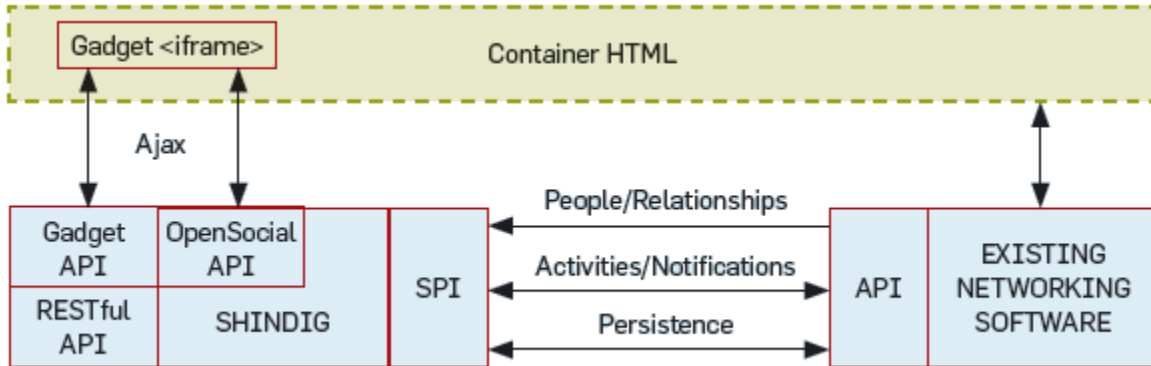 Gadget <iframe>
Container HTML
Ajax
Gadget
API
OpenSocial
API
RESTful
API
SHINDIG
SPI
People/Relationships
Activities/Notifications
Persistence
API
EXISTING
NETWORKING
SOFTWARE